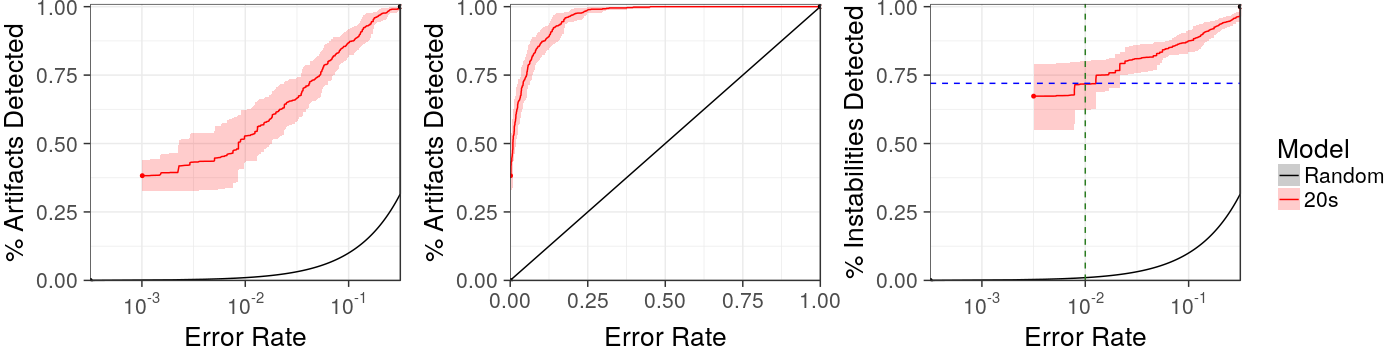 % Artifacts Detected
1.00
0.75
0.50
0.25
0.00
10⁻³ 10⁻² 10⁻¹
Error Rate
% Artifacts Detected
1.00
0.75
0.50
0.25
0.00
0.00 0.25 0.50 0.75 1.00
Error Rate
% Instabilities Detected
1.00
0.75
0.50
0.25
0.00
10⁻³ 10⁻² 10⁻¹
Error Rate
Model
Random
20s